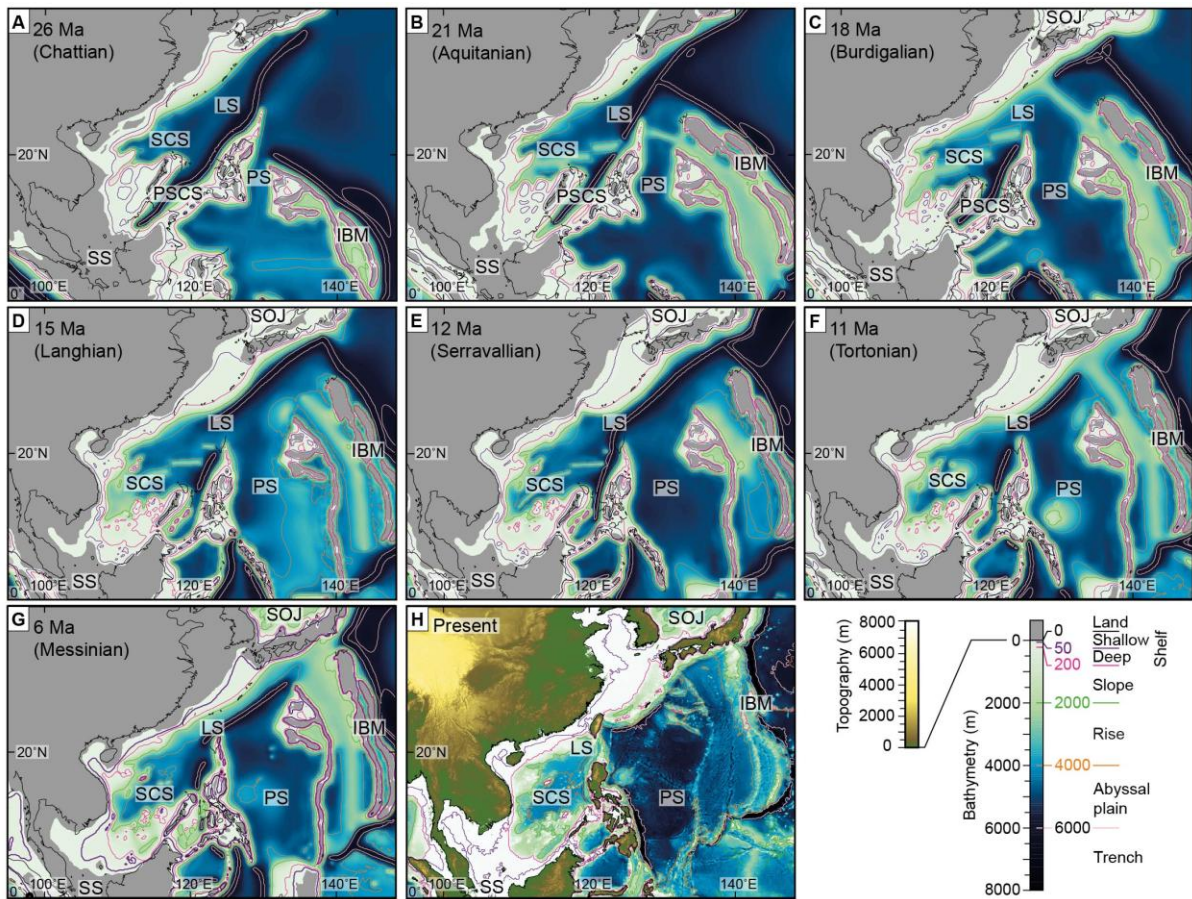 A
26 Ma
(Chattian)
LS
SCS
20°N
PSCS
PS
IBM
SS
0°
100°E
120°E
140°E
B
21 Ma
(Aquitanian)
LS
SCS
20°N
IBM
PS
PSCS
SS
0°
100°E
120°E
140°E
C
SOJ
18 Ma
(Burdigalian)
LS
SCS
20°N
IBM
PS
PSCS
SS
0°
100°E
120°E
140°E
D
SOJ
15 Ma
(Langhian)
LS
20°N
IBM
SCS
PS
SS
0°
100°E
120°E
140°E
E
SOJ
12 Ma
(Serravallian)
LS
20°N
IBM
SCS
PS
SS
0°
100°E
120°E
140°E
F
SOJ
11 Ma
(Tortonian)
LS
20°N
IBM
SCS
PS
SS
0°
100°E
120°E
140°E
G
SOJ
6 Ma
(Messinian)
LS
IBM
20°N
SCS
PS
SS
0°
100°E
120°E
140°E
H
SOJ
Present
IBM
LS
20°N
SCS
PS
SS
0°
100°E
120°E
140°E
Topography (m)
8000
6000
4000
2000
0
Bathymetry (m)
0
2000
4000
6000
8000
0
50
200
2000
4000
6000
Land
Shallow
Deep
Shelf
Slope
Rise
Abyssal
plain
Trench